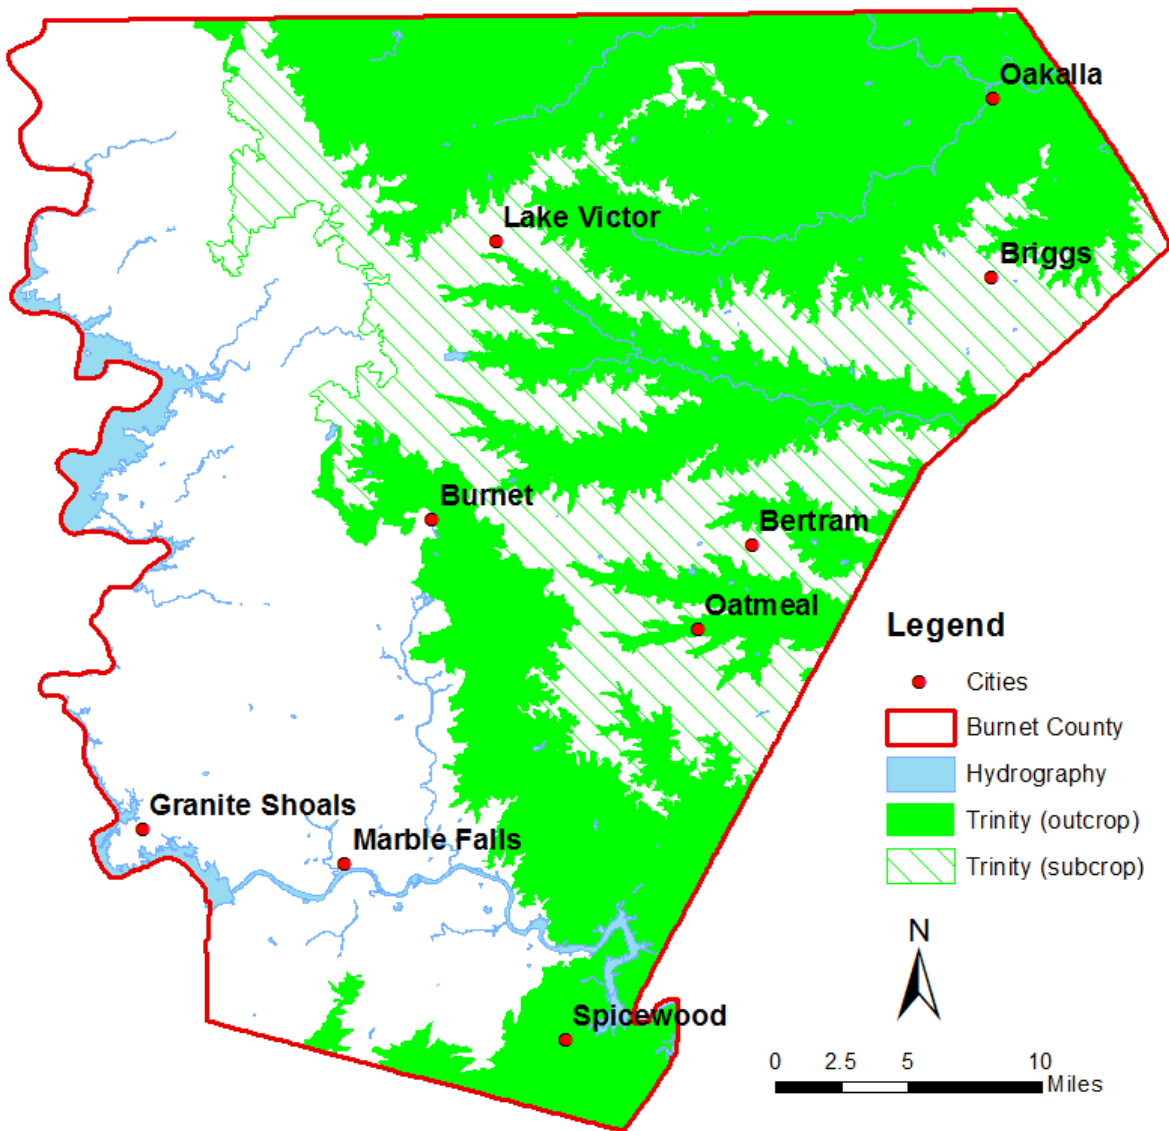 Oakalla
Lake Victor
Briggs
Burnet
Bertram
Oatmeal
Granite Shoals
Marble Falls
Spicewood
Legend
Cities
Burnet County
Hydrography
Trinity (outcrop)
Trinity (subcrop)
N
0 2.5 5 10
Miles